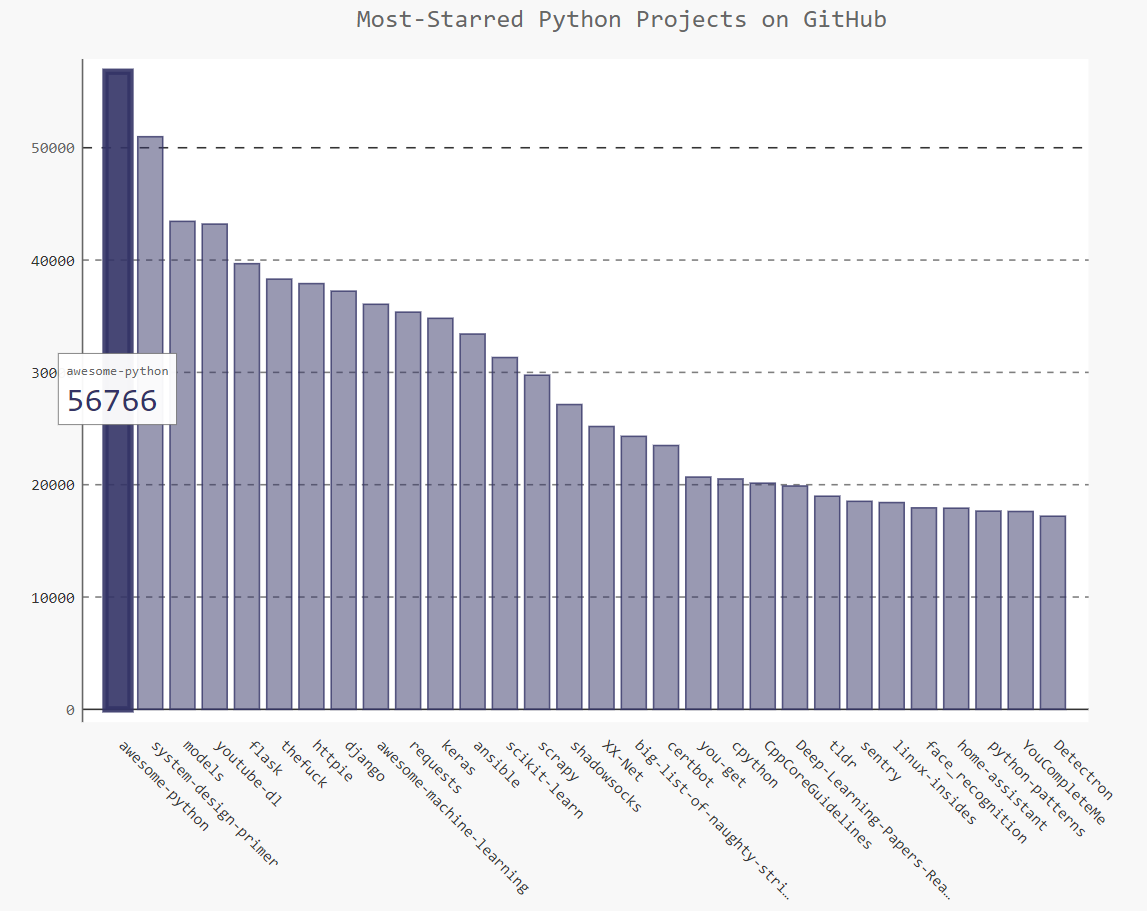 Most-Starred Python Projects on GitHub
50000
40000
300
20000
10000
0
awesome-python
56766
awesome-python
system-design-primer
models
youtube-dl
flask
thefuck
httpie
django
awesome-machine-learning
requests
keras
ansible
scikit-learn
scrapy
shadowsocks
XX-Net
big-list-of-naughty-stri…
certbot
you-get
cpython
CppCoreGuidelines
Deep-Learning-Papers-Rea…
tldr
sentry
linux-insides
face_recognition
home-assistant
python-patterns
YouCompleteMe
Detectron